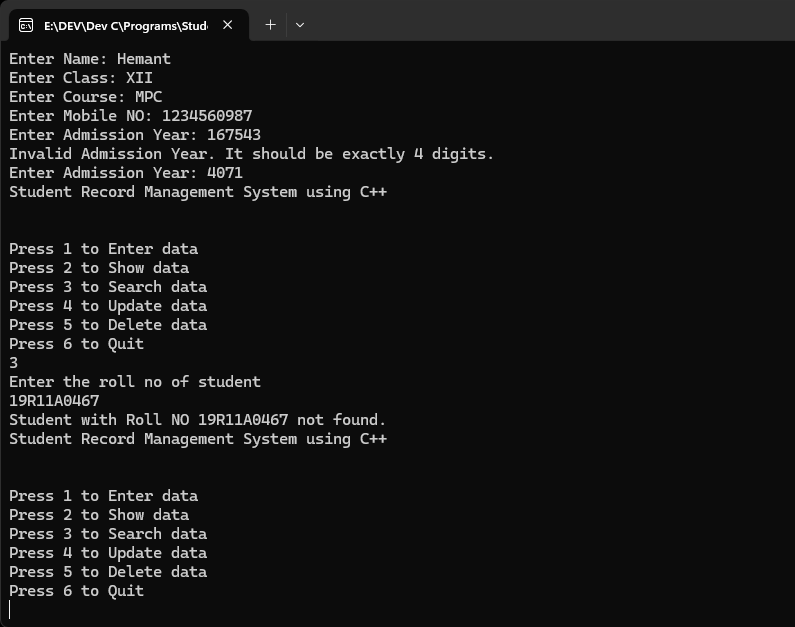 E:\DEV\Dev C\Programs\Stud
Enter Name: Hemant
Enter Class: XII
Enter Course: MPC
Enter Mobile NO: 1234560987
Enter Admission Year: 167543
Invalid Admission Year. It should be exactly 4 digits.
Enter Admission Year: 4071
Student Record Management System using C++
Press 1 to Enter data
Press 2 to Show data
Press 3 to Search data
Press 4 to Update data
Press 5 to Delete data
Press 6 to Quit
3
Enter the roll no of student
19R11A0467
Student with Roll NO 19R11A0467 not found.
Student Record Management System using C++
Press 1 to Enter data
Press 2 to Show data
Press 3 to Search data
Press 4 to Update data
Press 5 to Delete data
Press 6 to Quit